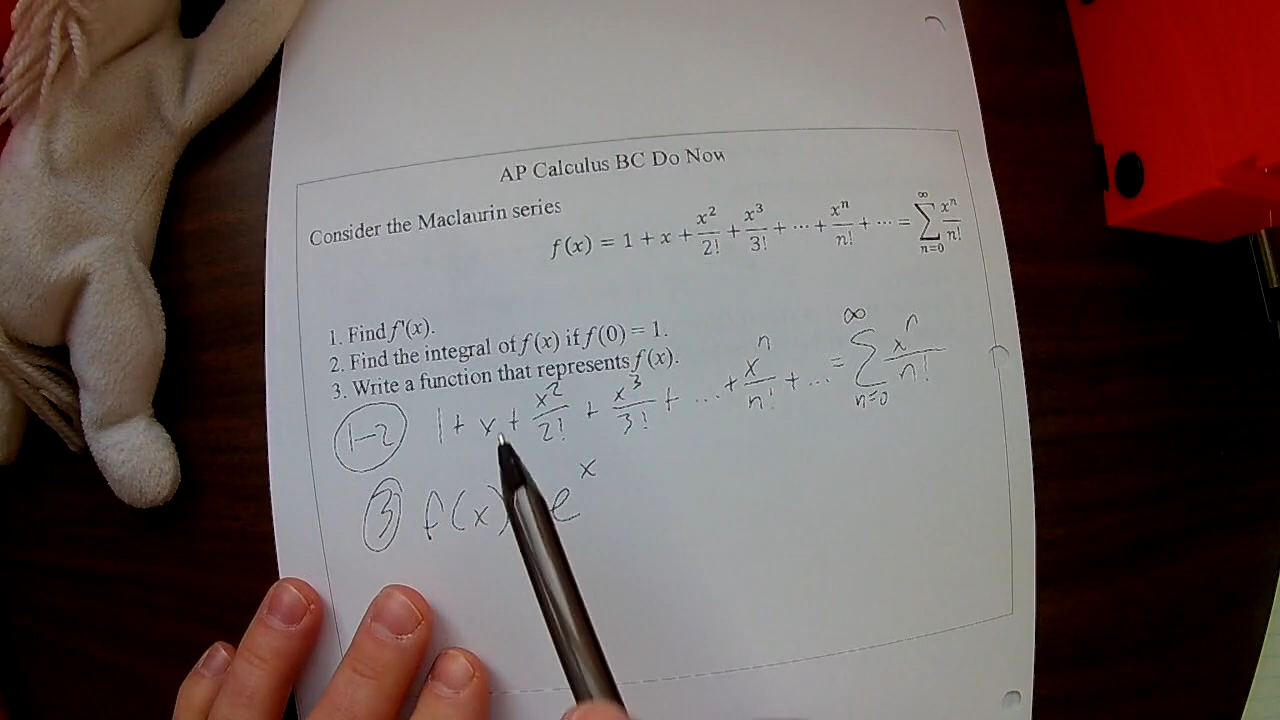 AP Calculus BC Do Now
Consider the Maclaurin series
f(x) = 1 + x + x²/2! + x³/3! + ··· + xⁿ/n! + ··· = ∞∑n=0 xⁿ/n!
1. Find f'(x).
2. Find the integral of f(x) if f(0) = 1.
3. Write a function that represents f(x).
1-2 1 + x + x²/2! + x³/3! + ... + xⁿ/n! + ... = ∞∑n=0 xⁿ/n!
3 f(x) eˣ